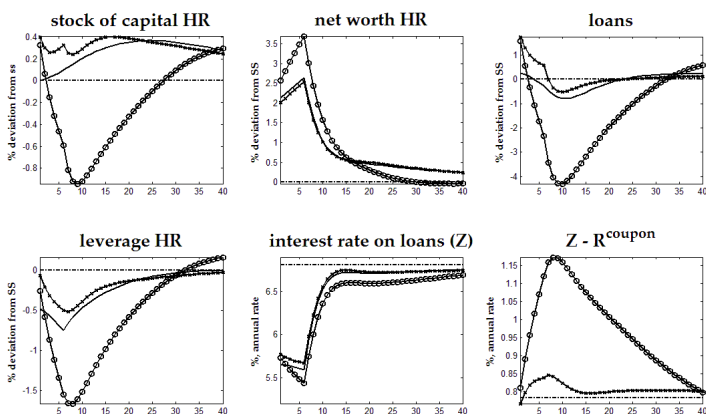 stock of capital HR
net worth HR
loans
% deviation from ss
0.4
0.2
0
-0.2
-0.4
-0.6
-0.8
5 10 15 20 25 30 35 40
% deviation from SS
3.5
3
2.5
2
1.5
1
0.5
0
5 10 15 20 25 30 35 40
% deviation from SS
1
0
-1
-2
-3
-4
5 10 15 20 25 30 35 40
leverage HR
interest rate on loans (Z)
Z - R^coupon
% deviation from SS
0
-0.5
-1
-1.5
5 10 15 20 25 30 35 40
%, annual rate
6.5
6
5.5
5 10 15 20 25 30 35 40
%, annual rate
1.15
1.1
1.05
1
0.95
0.9
0.85
0.8
5 10 15 20 25 30 35 40